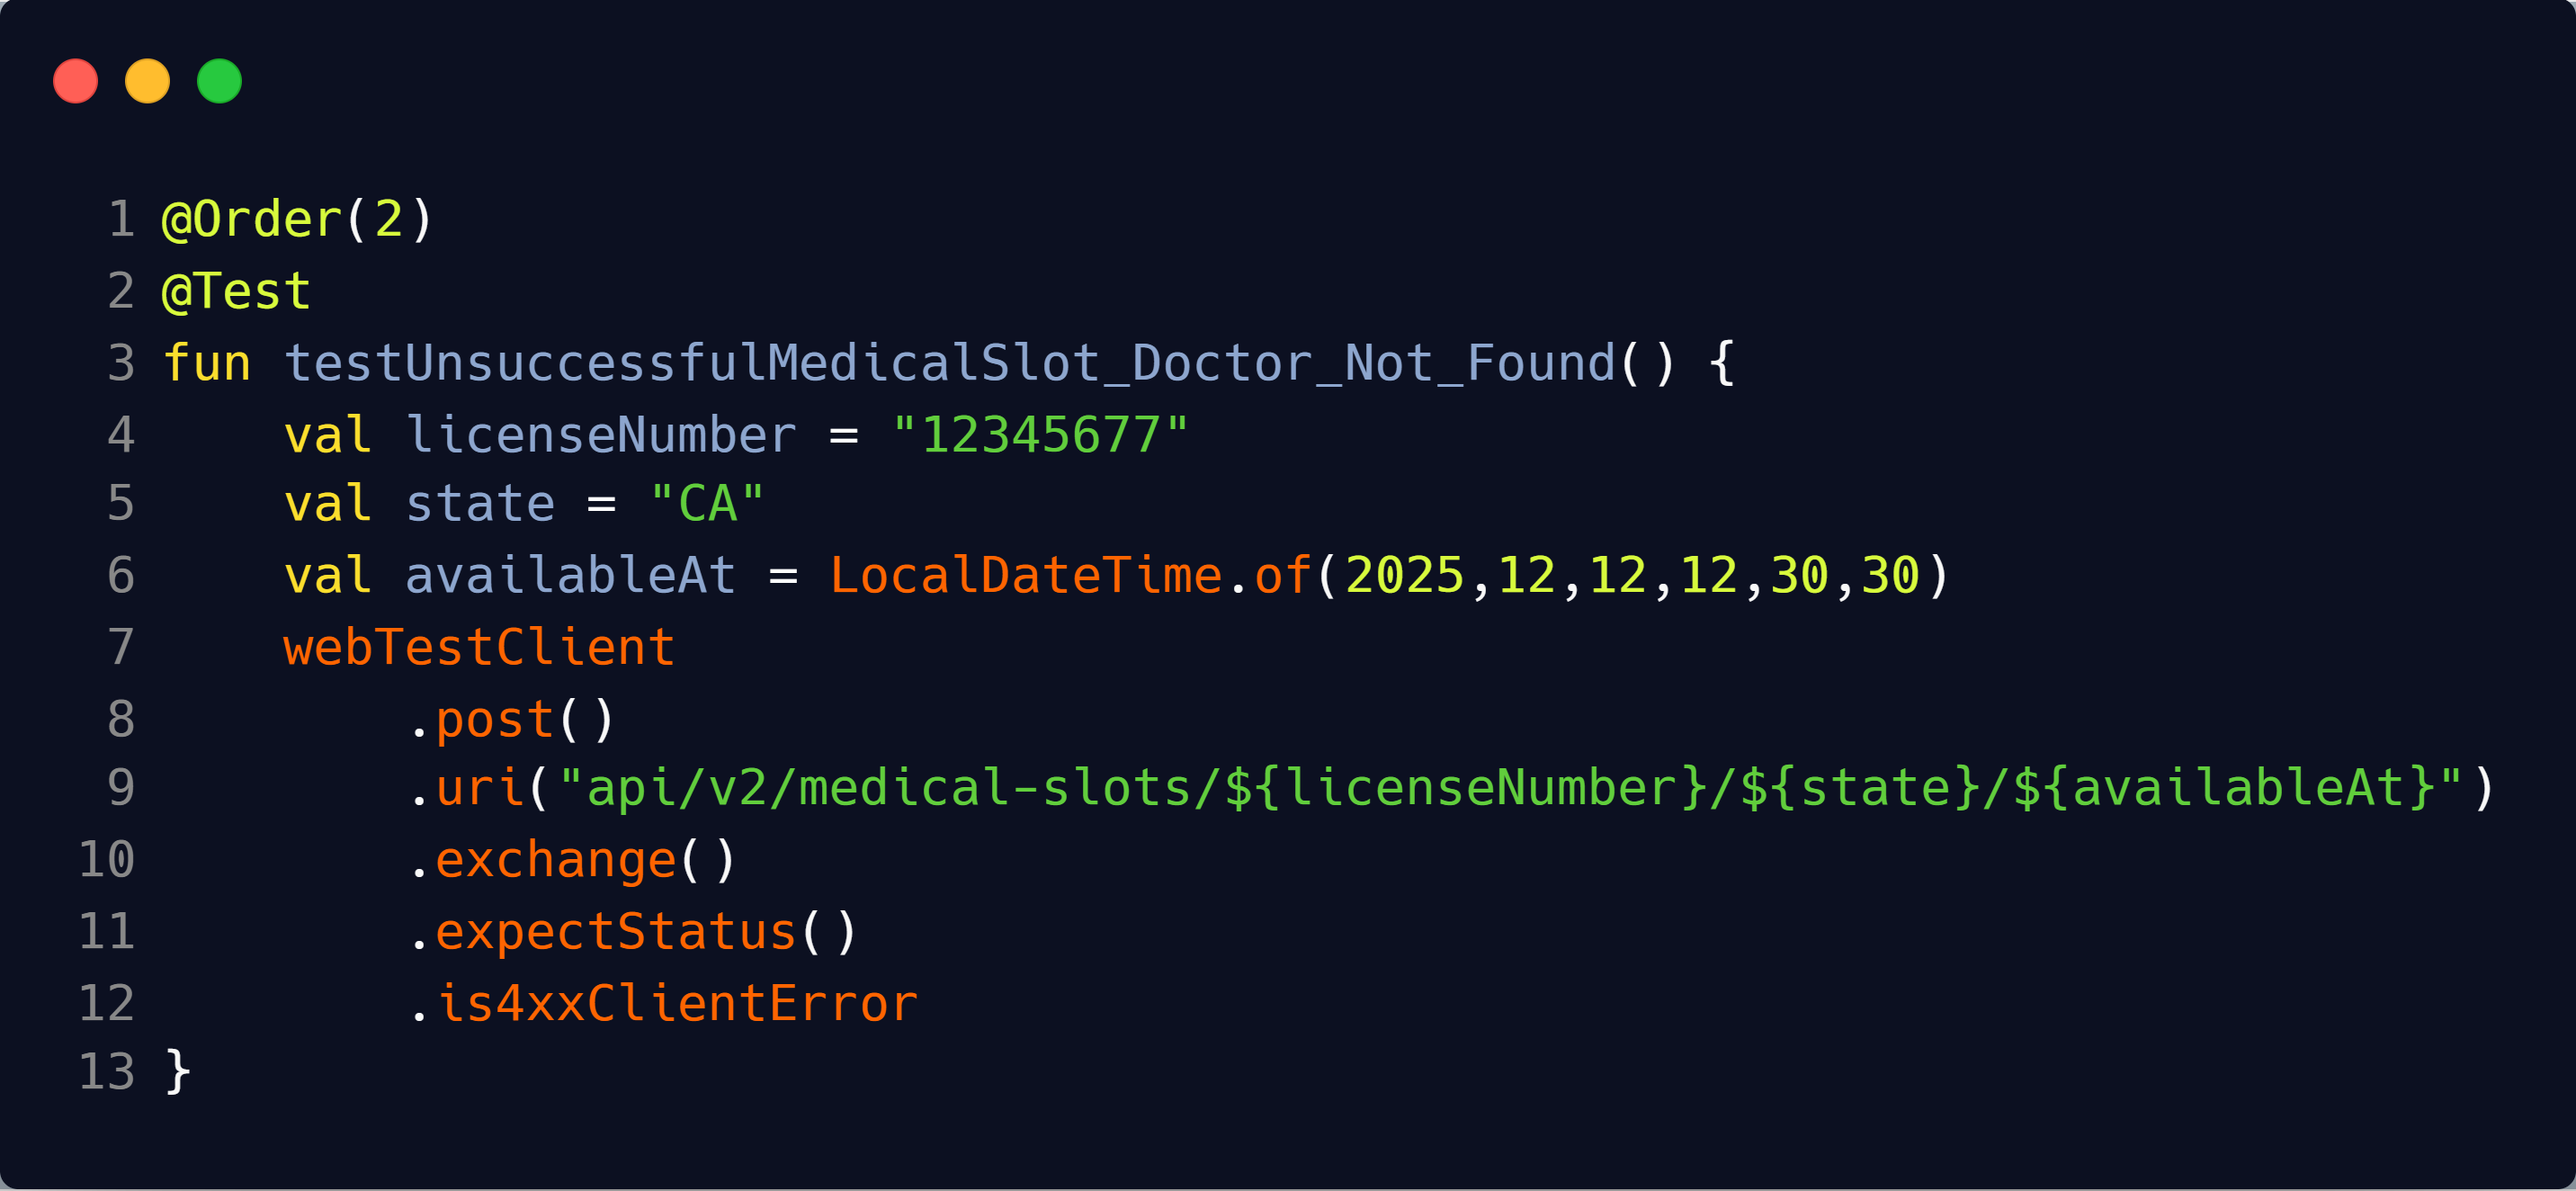 1 @Order(2)
2 @Test
3 fun testUnsuccessfulMedicalSlot_Doctor_Not_Found() {
4     val licenseNumber = "12345677"
5     val state = "CA"
6     val availableAt = LocalDateTime.of(2025,12,12,12,30,30)
7     webTestClient
8         .post()
9         .uri("api/v2/medical-slots/${licenseNumber}/${state}/${availableAt}")
10         .exchange()
11         .expectStatus()
12         .is4xxClientError
13 }